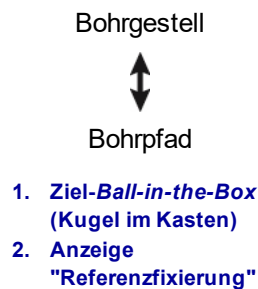 Bohrgestell
Bohrpfad
1. Ziel-Ball-in-the-Box
(Kugel im Kasten)
2. Anzeige
"Referenzfixierung"